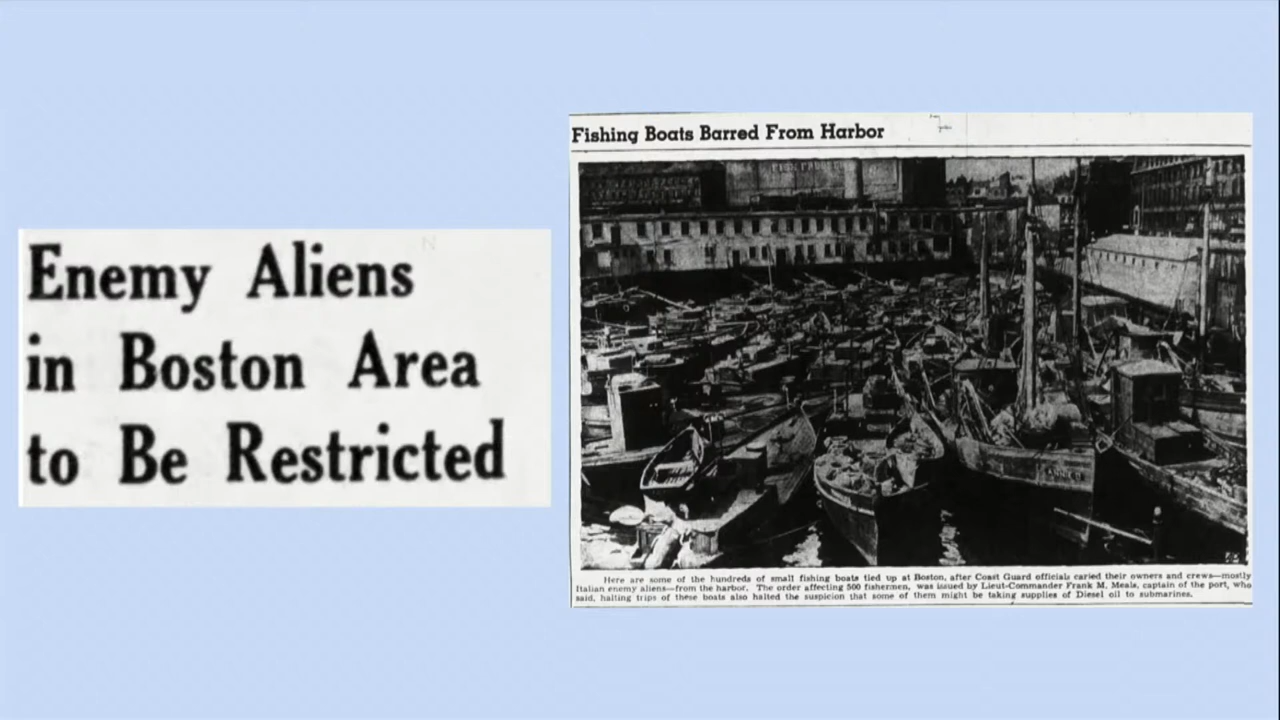 Enemy Aliens
in Boston Area
to Be Restricted
Fishing Boats Barred From Harbor
Here are some of the hundreds of small fishing boats tied up at Boston, after Coast Guard officials caried their owners and crews—mostly
Italian enemy aliens—from the harbor. The order affecting 500 fishermen, was issued by Lieut-Commander Frank M. Meals, captain of the port, who
said, halting trips of these boats also halted the suspicion that some of them might be taking supplies of Diesel oil to submarines.